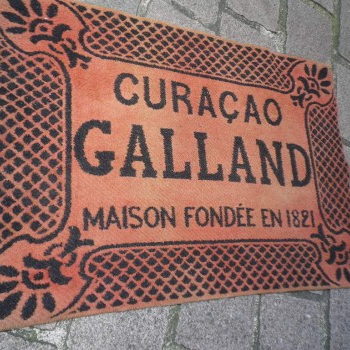 CURAÇAO
GALLAND
MAISON FONDÉE EN 1821